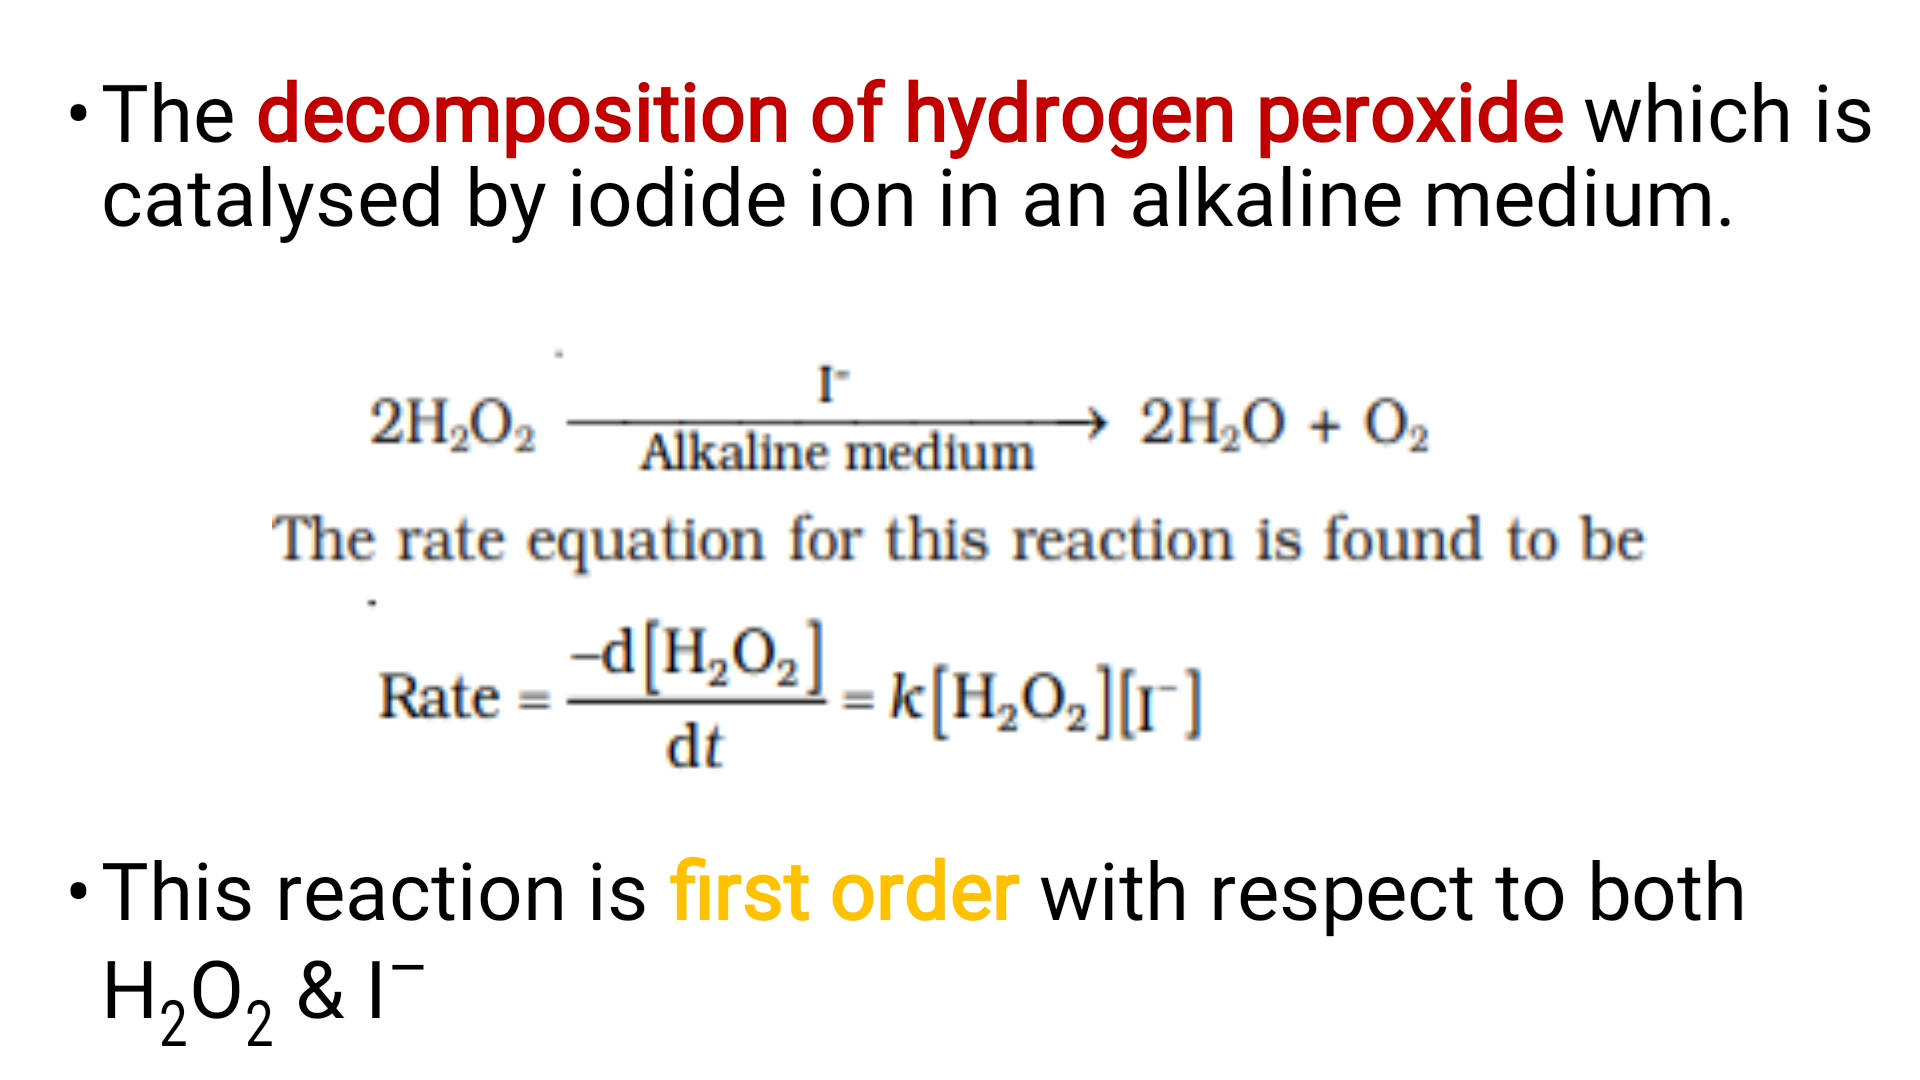 • The decomposition of hydrogen peroxide which is
catalysed by iodide ion in an alkaline medium.
I⁻
2H₂O₂ ⟶ 2H₂O + O₂
Alkaline medium
The rate equation for this reaction is found to be
Rate = −d[H₂O₂]/dt = k[H₂O₂][I⁻]
• This reaction is first order with respect to both
H₂O₂ & I⁻